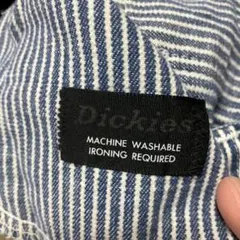 Dickies
MACHINE WASHABLE
IRONING REQUIRED